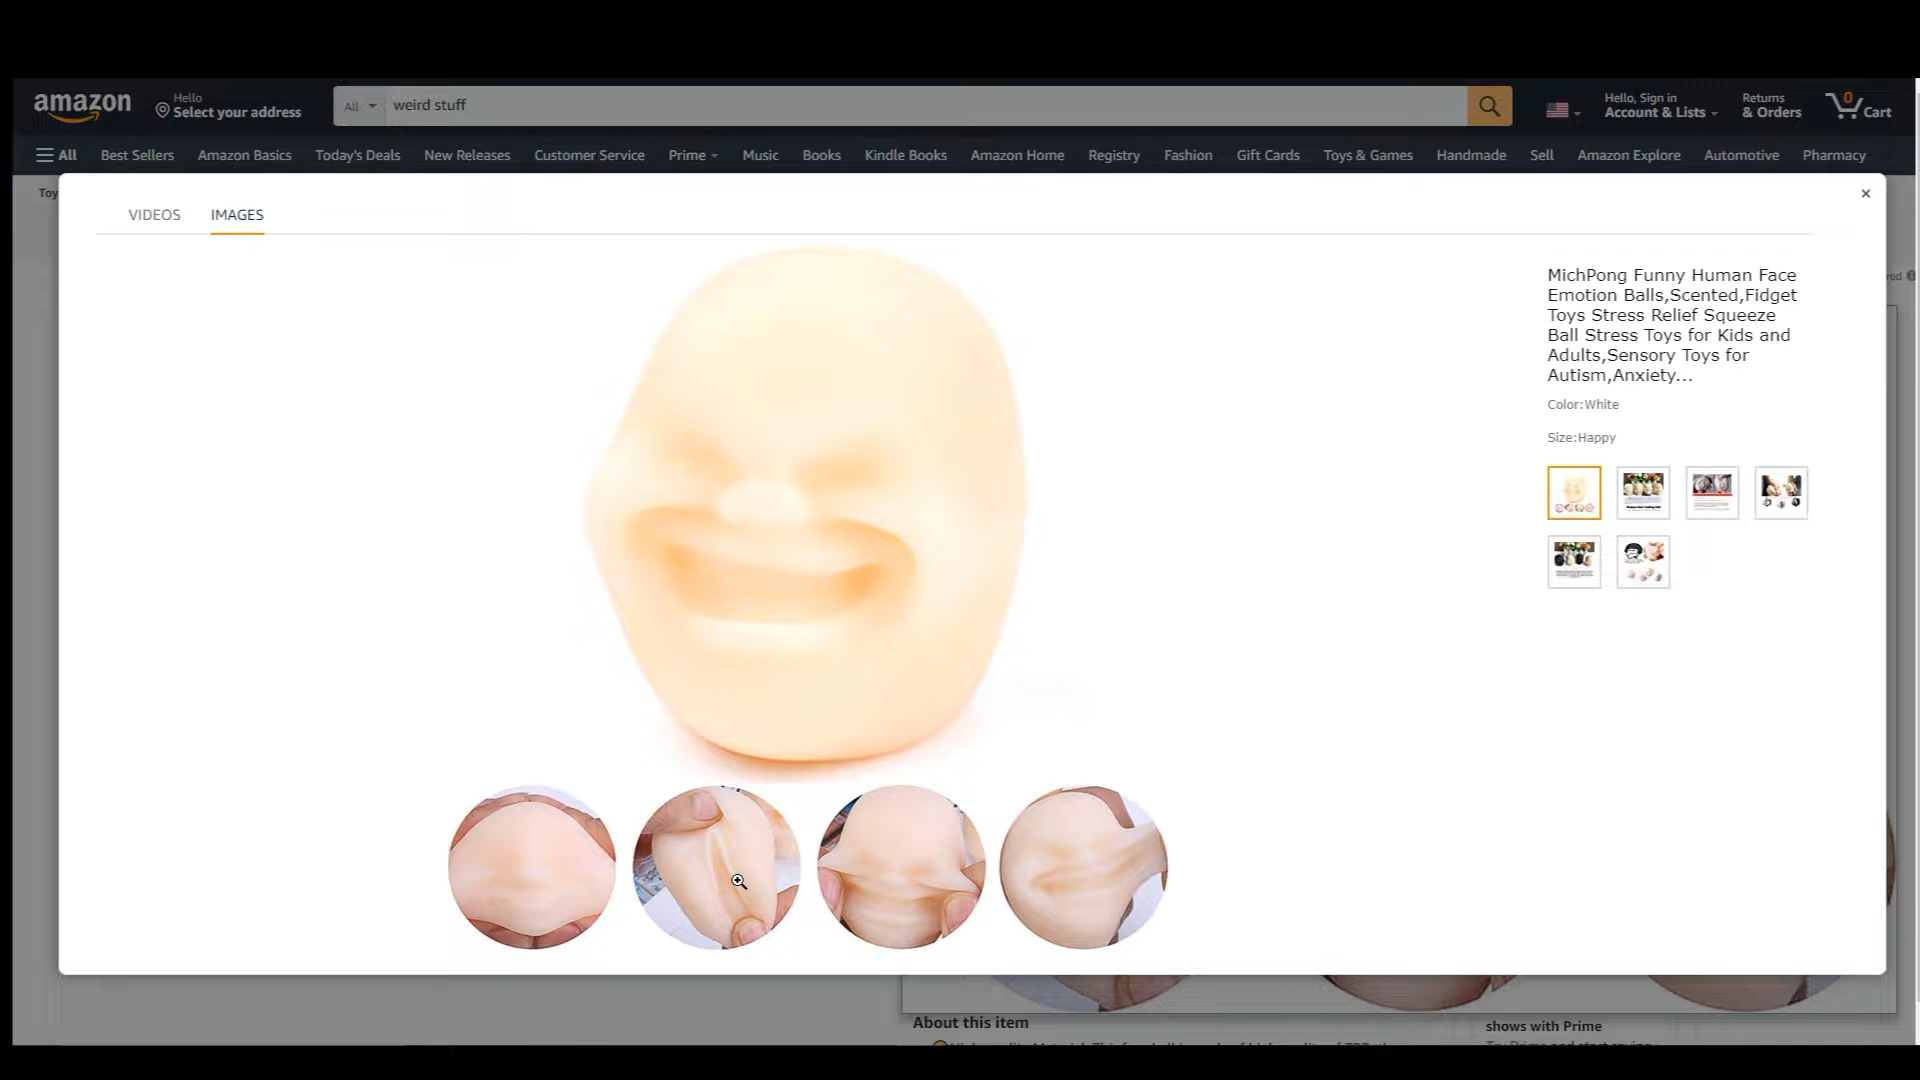 amazon
Hello
Select your address
All
weird stuff
Hello, Sign in
Account & Lists
Returns
& Orders
0
Cart
All
Best Sellers
Amazon Basics
Today's Deals
New Releases
Customer Service
Prime
Music
Books
Kindle Books
Amazon Home
Registry
Fashion
Gift Cards
Toys & Games
Handmade
Sell
Amazon Explore
Automotive
Pharmacy
Toy
VIDEOS
IMAGES
MichPong Funny Human Face
Emotion Balls,Scented,Fidget
Toys Stress Relief Squeeze
Ball Stress Toys for Kids and
Adults,Sensory Toys for
Autism,Anxiety...
Color:White
Size:Happy
About this item
shows with Prime